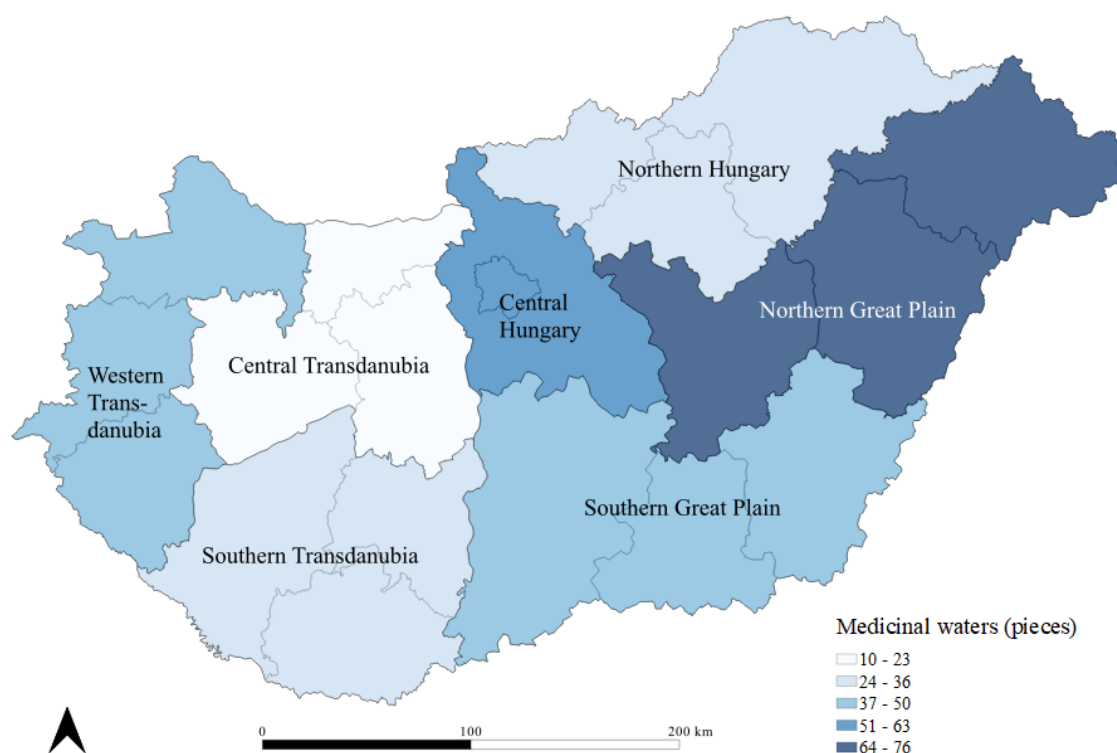 Northern Hungary
Central
Hungary
Northern Great Plain
Central Transdanubia
Western
Trans-
danubia
Southern Great Plain
Southern Transdanubia
Medicinal waters (pieces)
10 - 23
24 - 36
37 - 50
51 - 63
64 - 76
0 100 200 km